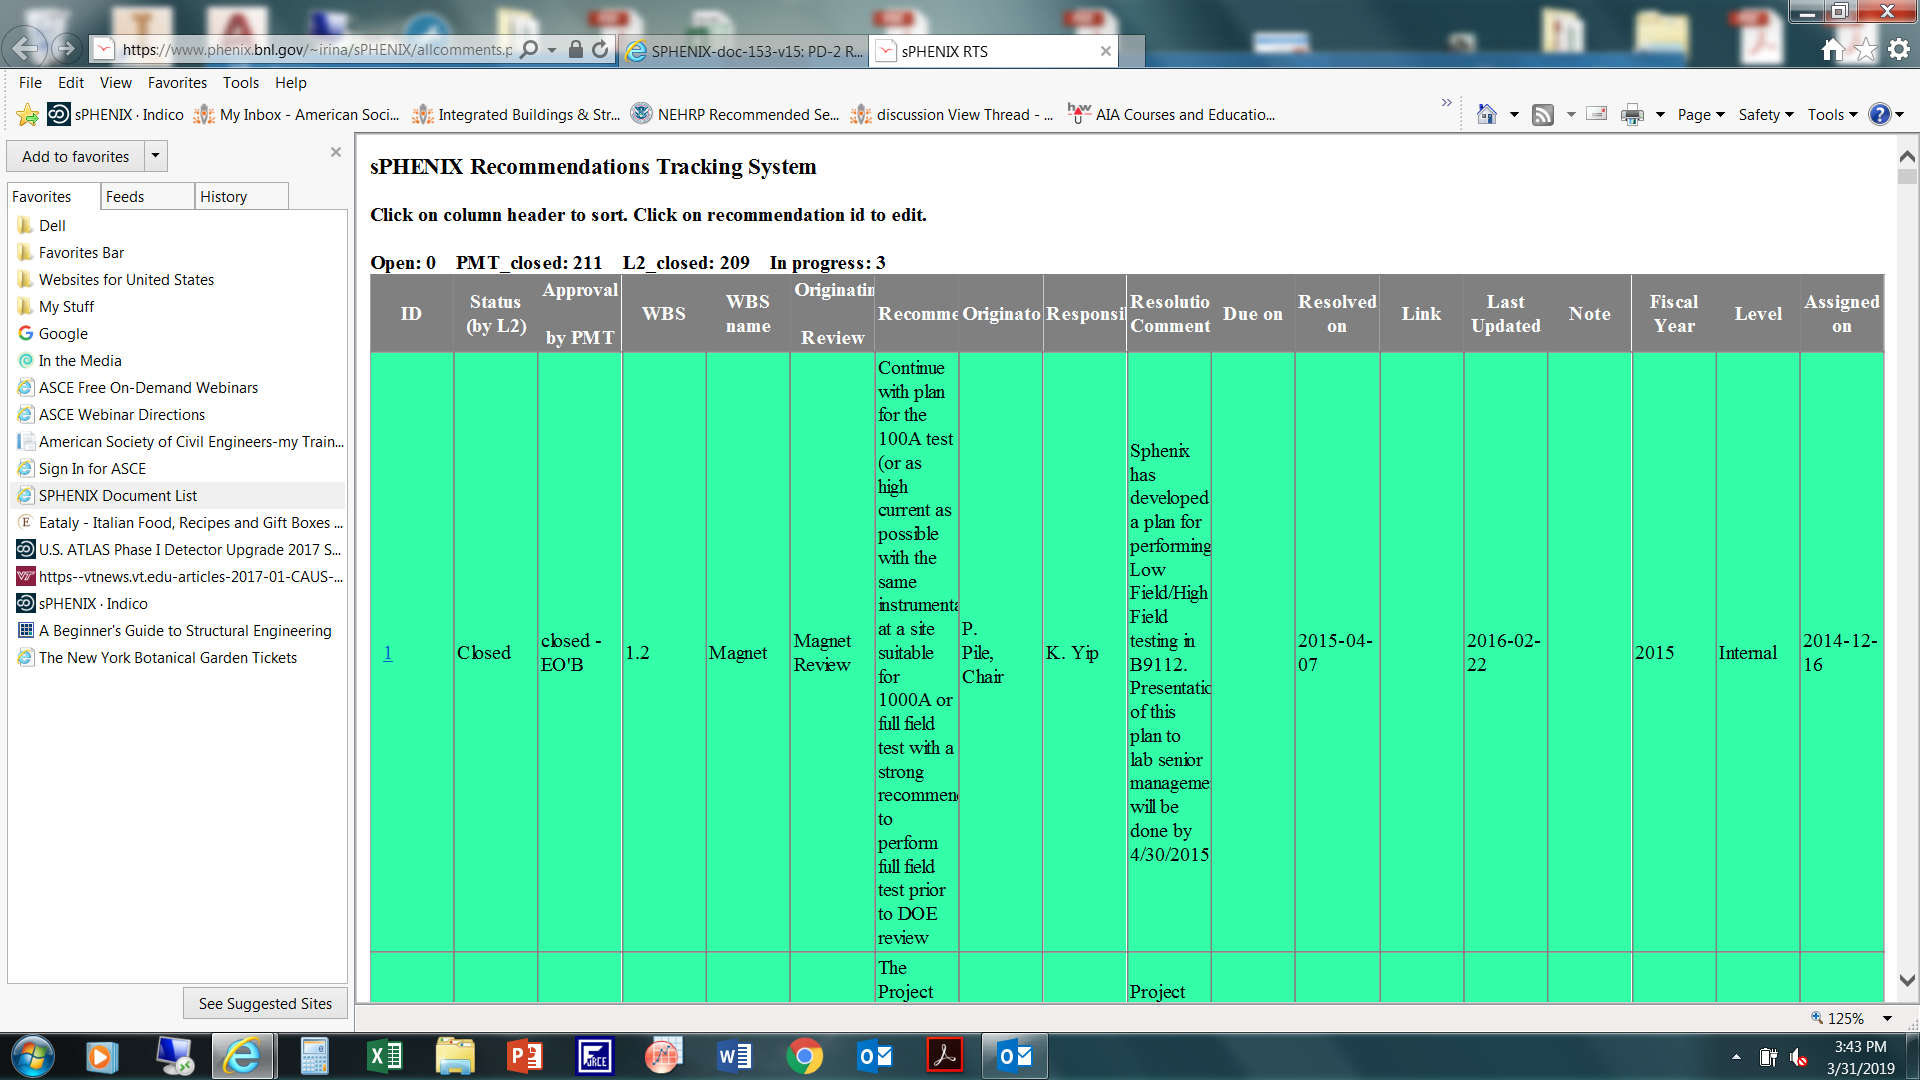 https://www.phenix.bnl.gov/~irina/sPHENIX/allcomments.p
SPHENIX-doc-153-v15: PD-2 R...
sPHENIX RTS
File Edit View Favorites Tools Help
sPHENIX · Indico
My Inbox - American Soci...
Integrated Buildings & Str...
NEHRP Recommended Se...
discussion View Thread - ...
AIA Courses and Educatio...
Page
Safety
Tools
Add to favorites
Favorites
Feeds
History
Dell
Favorites Bar
Websites for United States
My Stuff
Google
In the Media
ASCE Free On-Demand Webinars
ASCE Webinar Directions
American Society of Civil Engineers-my Train...
Sign In for ASCE
SPHENIX Document List
Eataly - Italian Food, Recipes and Gift Boxes ...
U.S. ATLAS Phase I Detector Upgrade 2017 S...
https--vtnews.vt.edu-articles-2017-01-CAUS-...
sPHENIX · Indico
A Beginner's Guide to Structural Engineering
The New York Botanical Garden Tickets
See Suggested Sites
sPHENIX Recommendations Tracking System
Click on column header to sort. Click on recommendation id to edit.
Open: 0 PMT_closed: 211 L2_closed: 209 In progress: 3
ID
Status
(by L2)
Approval
by PMT
WBS
WBS
name
Originatin
Review
Recomme
Originato
Responsi
Resolutio
Comment
Due on
Resolved
on
Link
Last
Updated
Note
Fiscal
Year
Level
Assigned
on
1
Closed
closed -
EO'B
1.2
Magnet
Magnet
Review
Continue
with plan
for the
100A test
(or as
high
current as
possible
with the
same
instrumenta
at a site
suitable
for
1000A or
full field
test with a
strong
recommen
to
perform
full field
test prior
to DOE
review
P.
Pile,
Chair
K. Yip
Sphenix
has
developed
a plan for
performing
Low
Field/High
Field
testing in
B9112.
Presentatic
of this
plan to
lab senior
manageme
will be
done by
4/30/2015
2015-04-
07
2016-02-
22
2015
Internal
2014-12-
16
The
Project
Project
125%
3:43 PM
3/31/2019